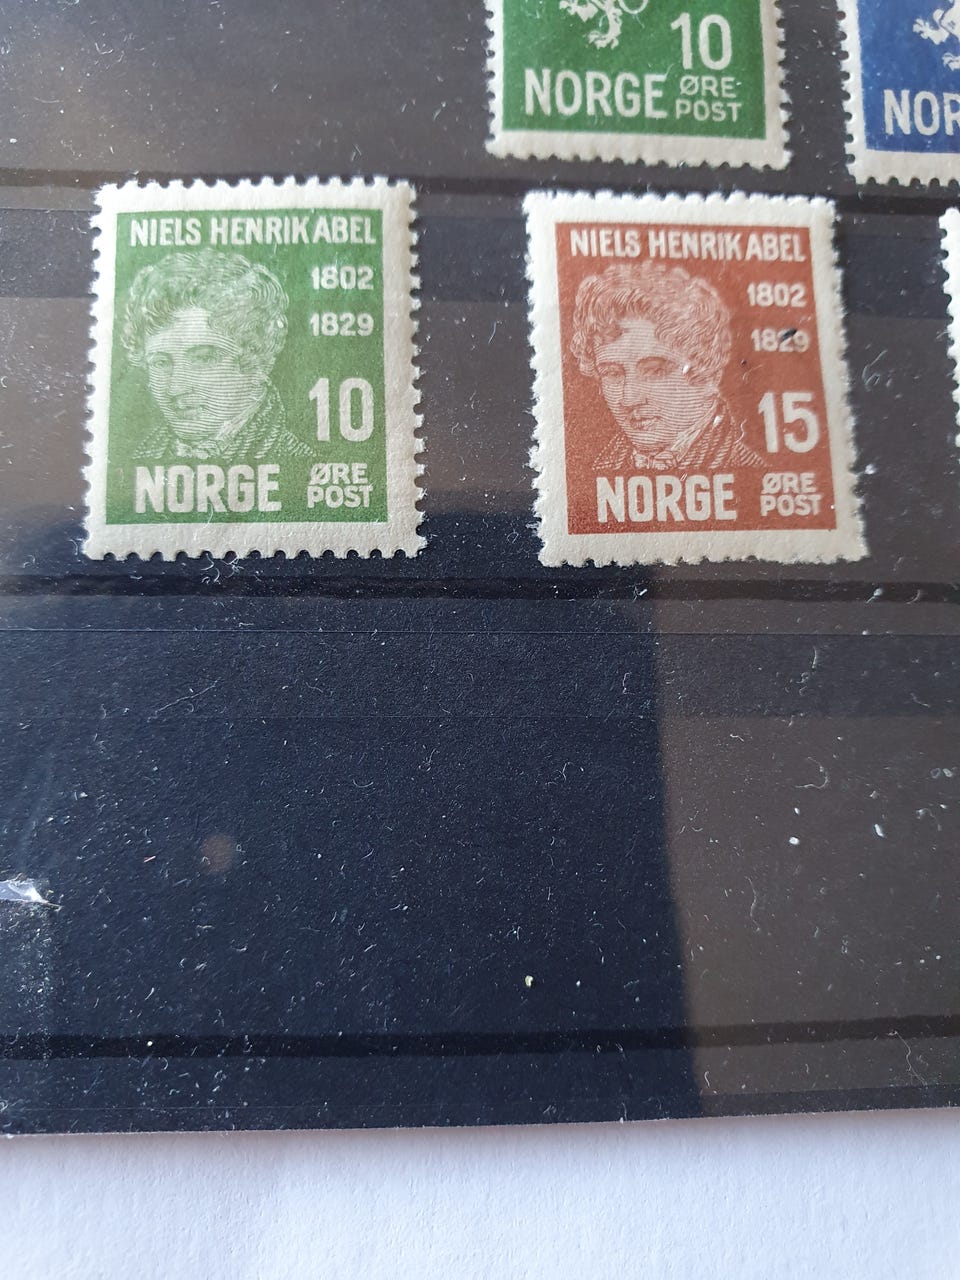 10
NORGE ØRE
POST
NOR
NIELS HENRIK ABEL
1802
1829
10
NORGE ØRE
POST
NIELS HENRIK ABEL
1802
1829
15
NORGE ØRE
POST